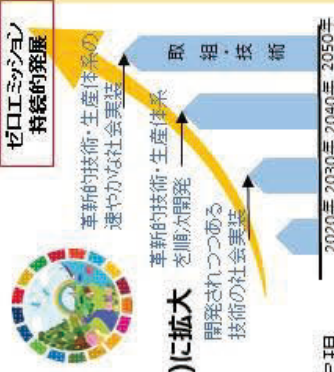 ゼロエミッション
持続的発展
革新的技術・生産体系の
速やかな社会実装
革新的技術・生産体系
を順次開発
開発されつつある
技術の社会実装
取組・技術
)に拡大
2020年 2030年 2040年 2050年